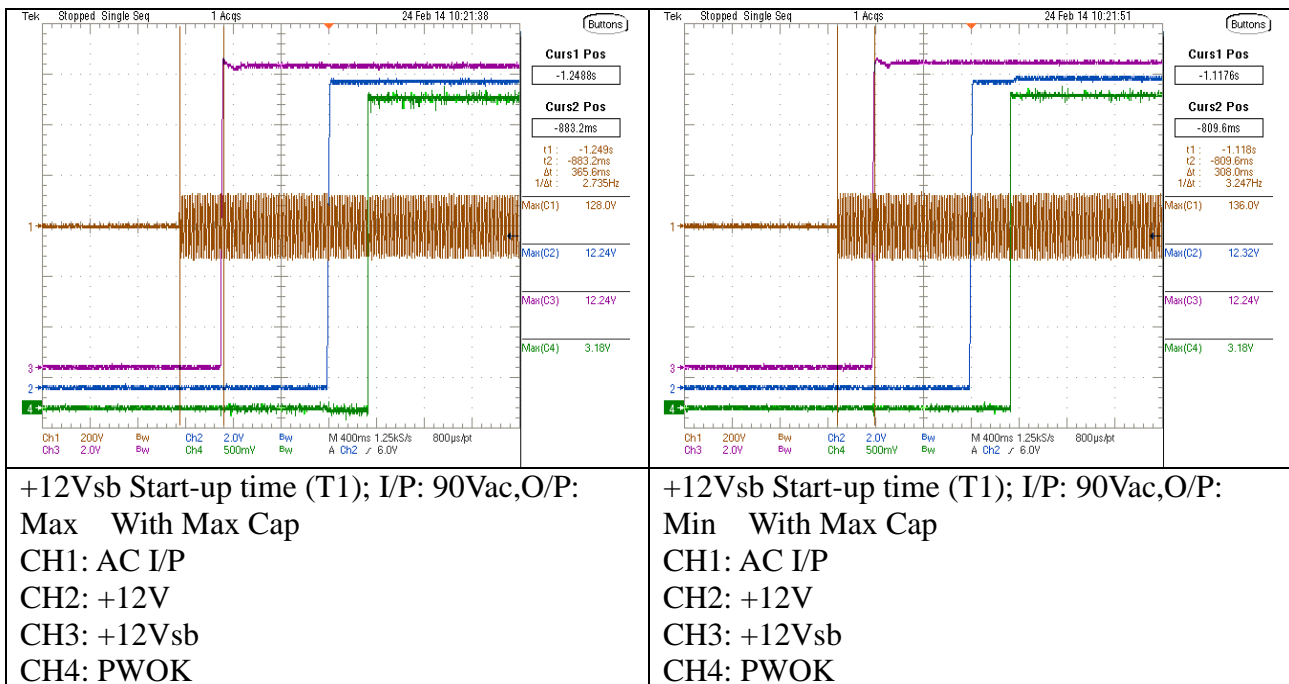 Tek Stopped Single Seq 1 Acqs 24 Feb 14 10:21:38
Buttons
Curs1 Pos
-1.2488s
Curs2 Pos
-883.2ms
t1 : -1.249s
t2 : -883.2ms
Δt : 365.6ms
1/Δt : 2.735Hz
Max(C1) 128.0V
Max(C2) 12.24V
Max(C3) 12.24V
Max(C4) 3.18V
1
3
2
4
Ch1 200V Bw Ch2 2.0V Bw M 400ms 1.25kS/s 800µs/pt
Ch3 2.0V Bw Ch4 500mV Bw A Ch2 / 6.0V
+12Vsb Start-up time (T1); I/P: 90Vac,O/P:
Max With Max Cap
CH1: AC I/P
CH2: +12V
CH3: +12Vsb
CH4: PWOK
Tek Stopped Single Seq 1 Acqs 24 Feb 14 10:21:51
Buttons
Curs1 Pos
-1.1176s
Curs2 Pos
-809.6ms
t1 : -1.118s
t2 : -809.6ms
Δt : 308.0ms
1/Δt : 3.247Hz
Max(C1) 136.0V
Max(C2) 12.32V
Max(C3) 12.24V
Max(C4) 3.18V
1
3
2
4
Ch1 200V Bw Ch2 2.0V Bw M 400ms 1.25kS/s 800µs/pt
Ch3 2.0V Bw Ch4 500mV Bw A Ch2 / 6.0V
+12Vsb Start-up time (T1); I/P: 90Vac,O/P:
Min With Max Cap
CH1: AC I/P
CH2: +12V
CH3: +12Vsb
CH4: PWOK